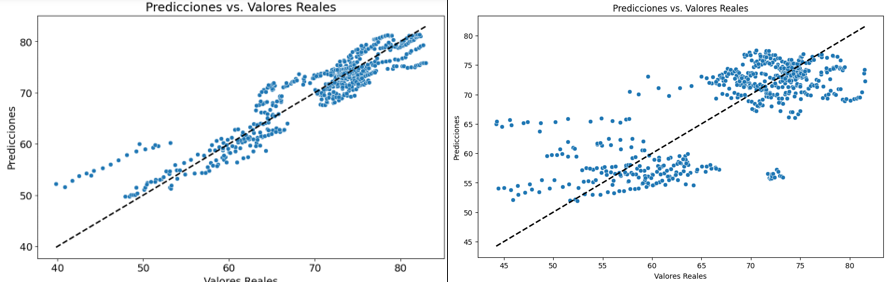 Predicciones vs. Valores Reales
Predicciones
80
70
60
50
40
40 50 60 70 80
Valores Reales
Predicciones vs. Valores Reales
Predicciones
80
75
70
65
60
55
50
45
45 50 55 60 65 70 75 80
Valores Reales